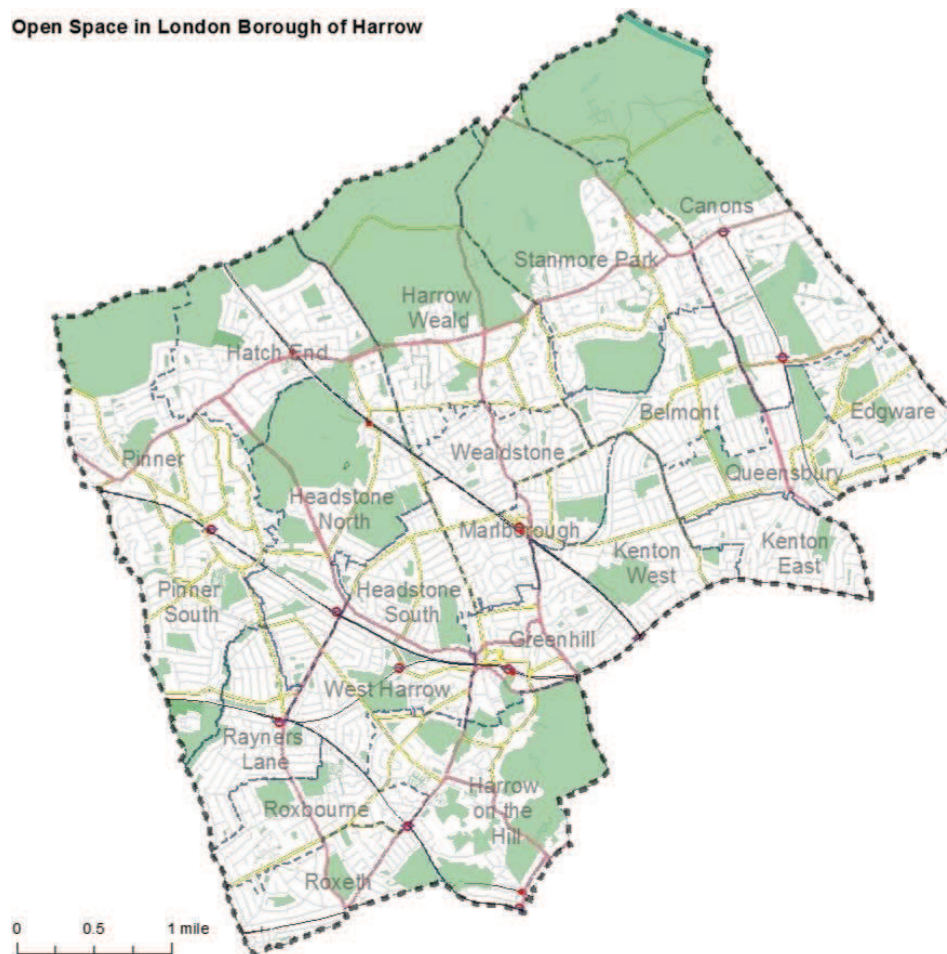 Open Space in London Borough of Harrow
Canons
Stanmore Park
Harrow
Weald
Hatch End
Belmont
Edgware
Wealdstone
Pinner
Queensbury
Headstone
North
Marlborough
Kenton
West
Kenton
East
Pinner
South
Headstone
South
Greenhill
West Harrow
Rayners
Lane
Harrow
on the
Hill
Roxbourne
Roxeth
0 0.5 1 mile